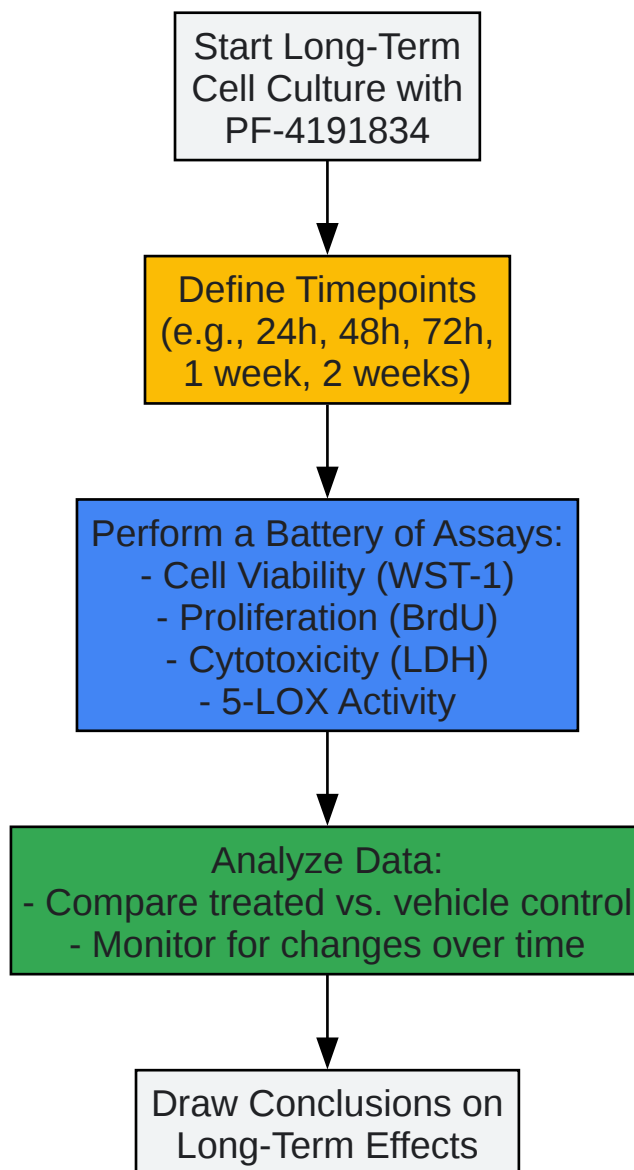 Start Long-Term
Cell Culture with
PF-4191834
Define Timepoints
(e.g., 24h, 48h, 72h,
1 week, 2 weeks)
Perform a Battery of Assays:
- Cell Viability (WST-1)
- Proliferation (BrdU)
- Cytotoxicity (LDH)
- 5-LOX Activity
Analyze Data:
- Compare treated vs. vehicle control
- Monitor for changes over time
Draw Conclusions on
Long-Term Effects